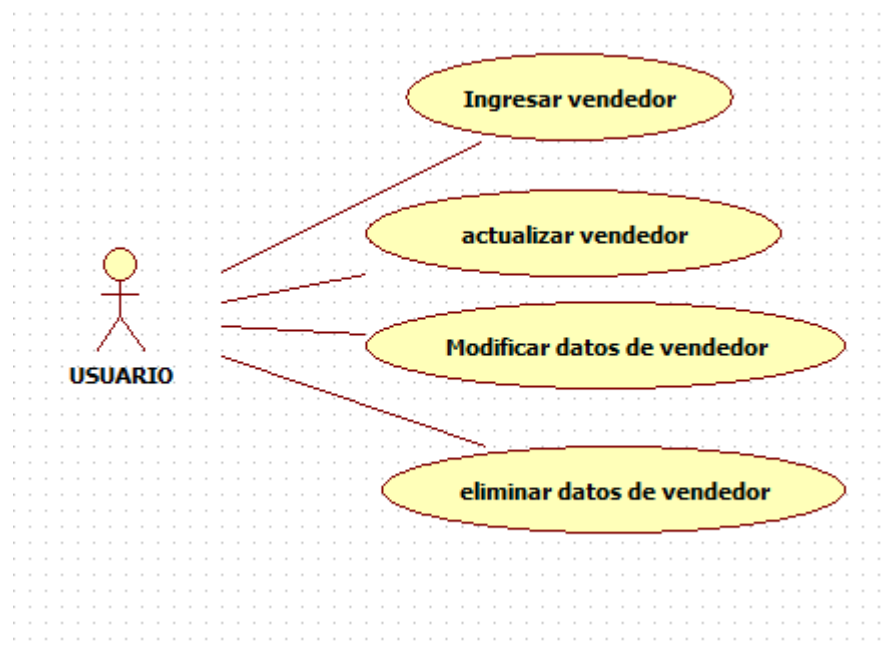 Ingresar vendedor
actualizar vendedor
Modificar datos de vendedor
USUARIO
eliminar datos de vendedor